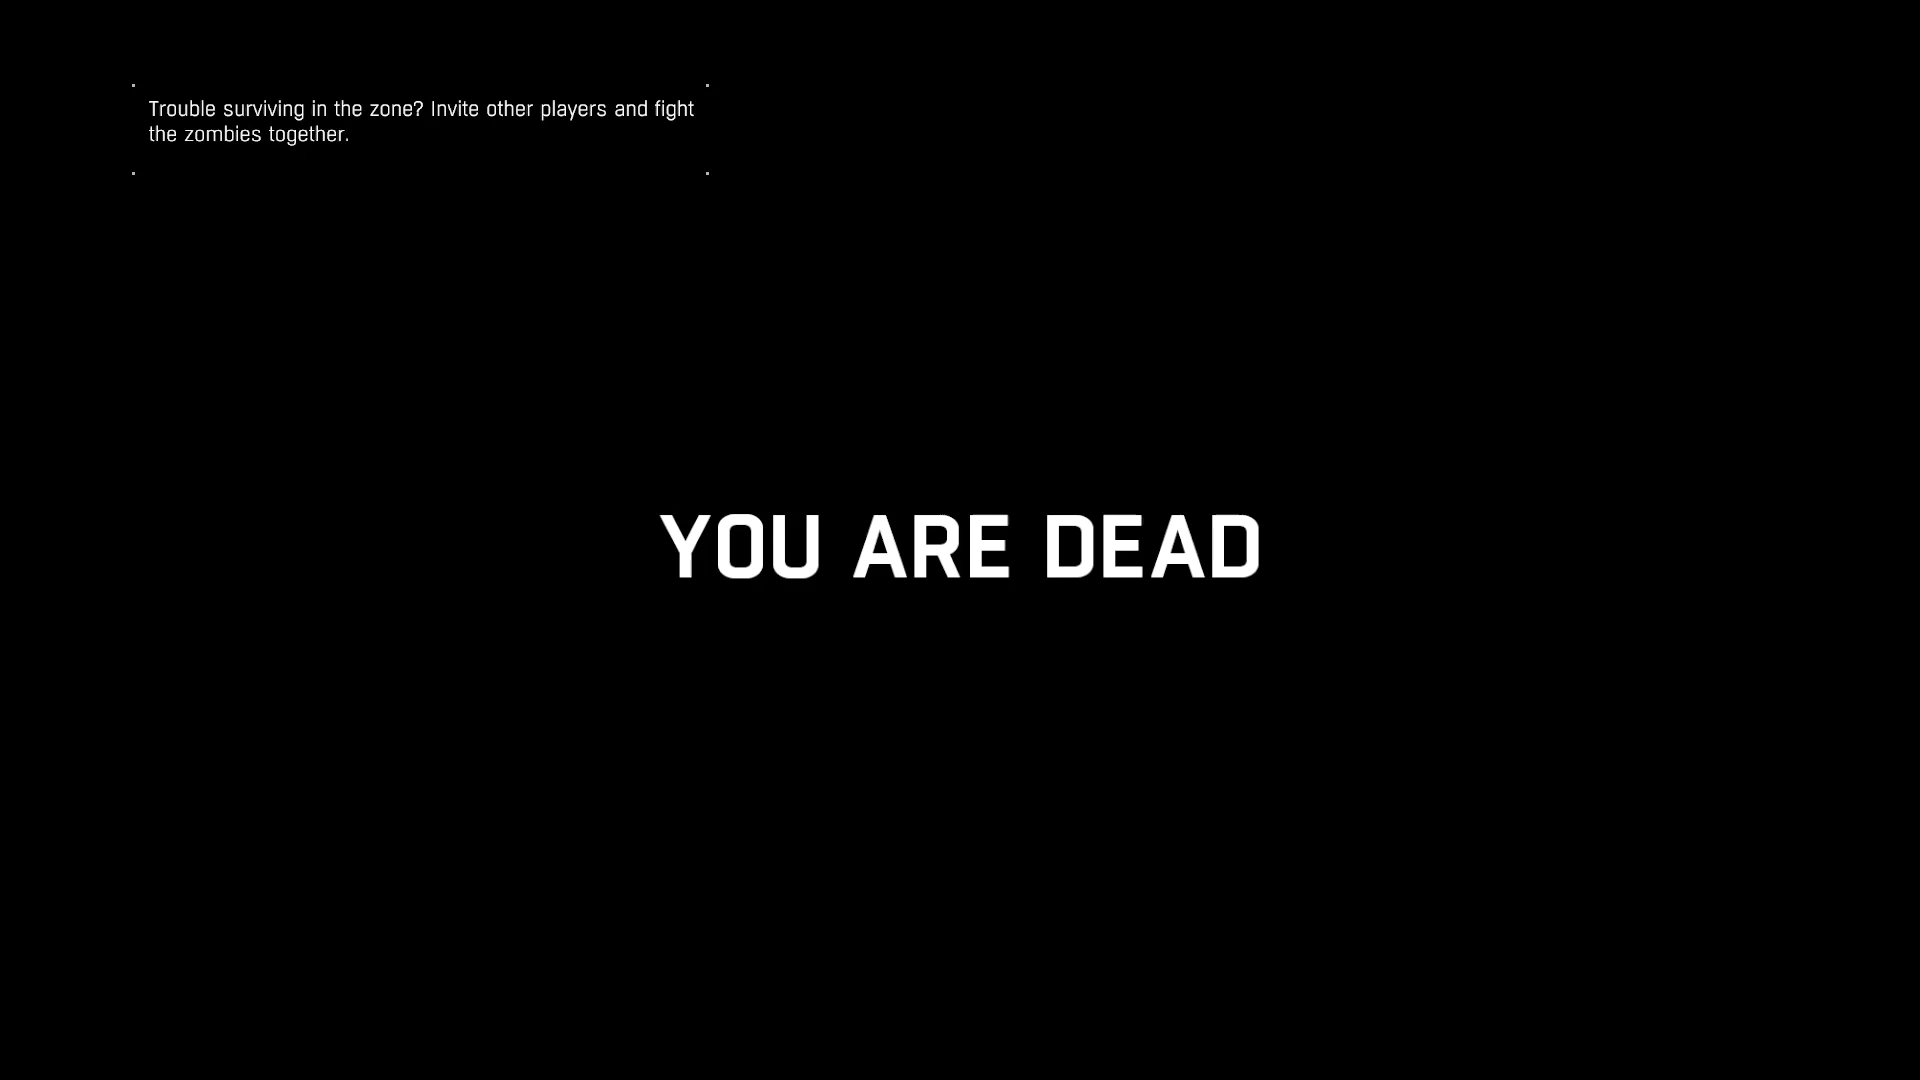 Trouble surviving in the zone? Invite other players and fight
the zombies together.
YOU ARE DEAD